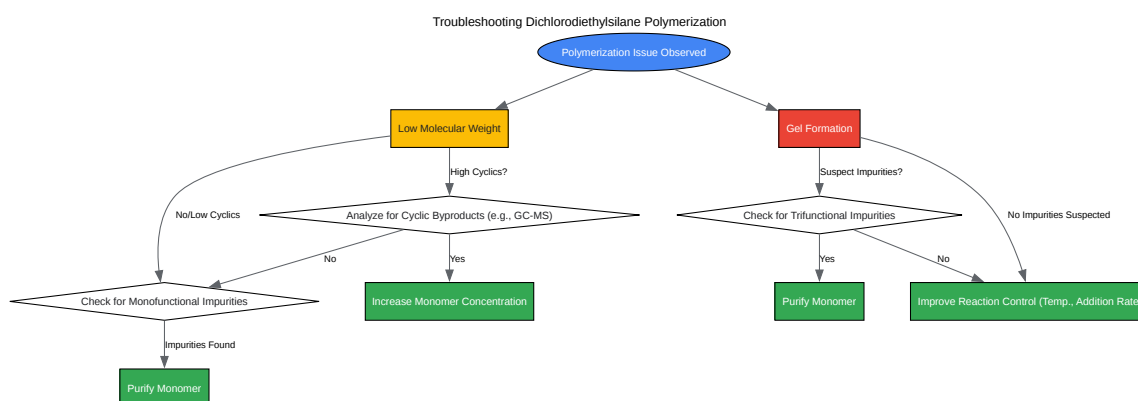 Troubleshooting Dichlorodiethylsilane Polymerization
Polymerization Issue Observed
Low Molecular Weight
Gel Formation
High Cyclics?
Suspect Impurities?
No/Low Cyclics
Analyze for Cyclic Byproducts (e.g., GC-MS)
Check for Trifunctional Impurities
No Impurities Suspected
No
Yes
Yes
No
Check for Monofunctional Impurities
Increase Monomer Concentration
Purify Monomer
Improve Reaction Control (Temp., Addition Rate
Impurities Found
Purify Monomer